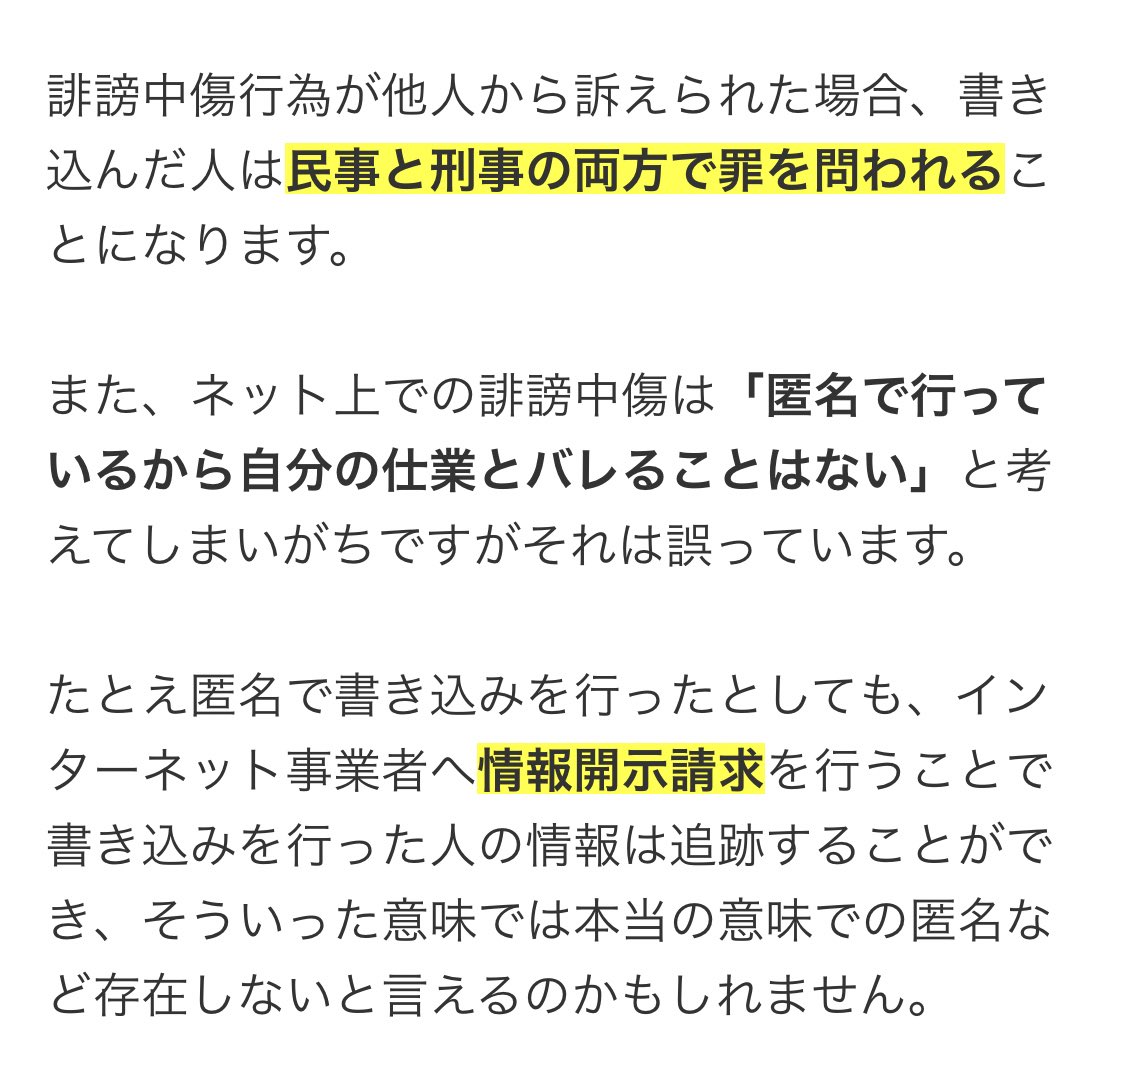 誹謗中傷行為が他人から訴えられた場合、書き
込んだ人は民事と刑事の両方で罪を問われるこ
とになります。
また、ネット上での誹謗中傷は「匿名で行って
いるから自分の仕業とバレることはない」と考
えてしまいがちですがそれは誤っています。
たとえ匿名で書き込みを行ったとしても、イン
ターネット事業者へ情報開示請求を行うことで
書き込みを行った人の情報は追跡することがで
き、そういった意味では本当の意味での匿名な
ど存在しないと言えるのかもしれません。